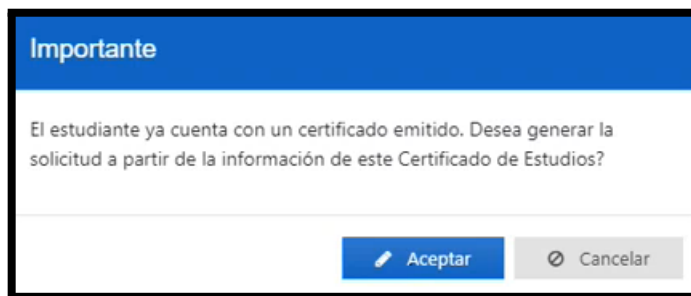 Importante
El estudiante ya cuenta con un certificado emitido. Desea generar la
solicitud a partir de la información de este Certificado de Estudios?
Aceptar
Cancelar